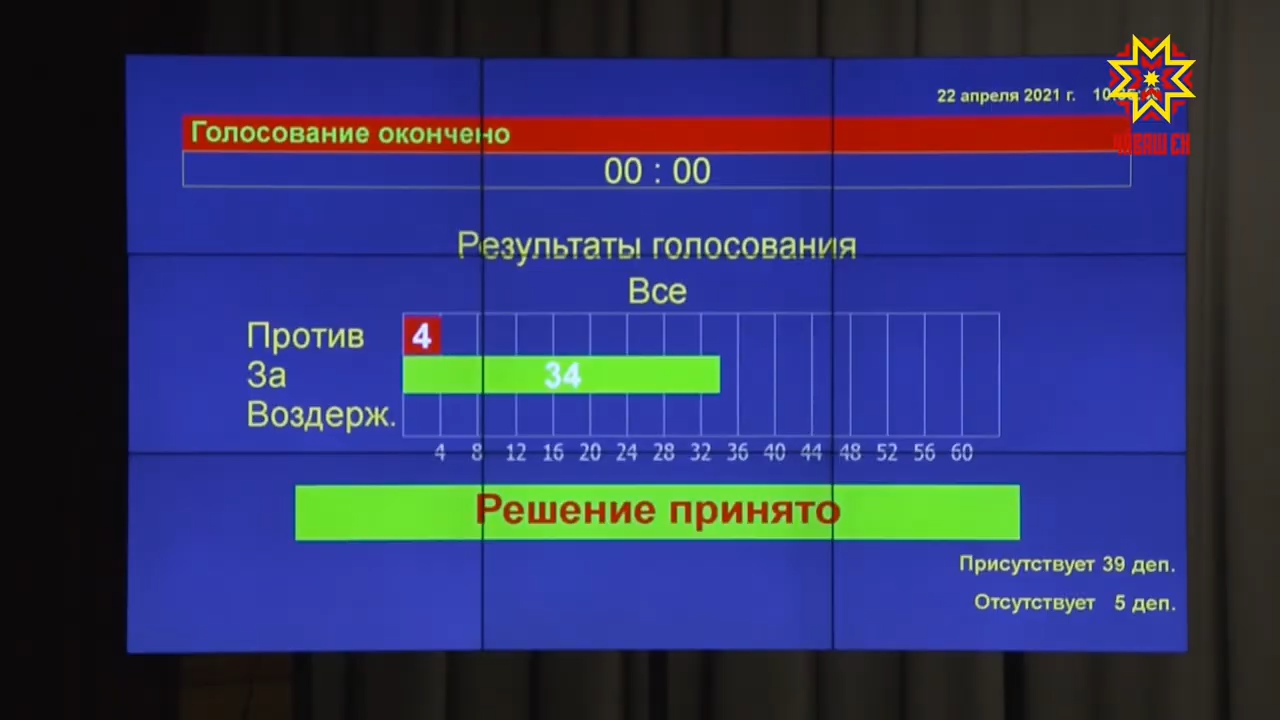 22 апреля 2021 г.
ЧӐВАШ ЕН
Голосование окончено
00 : 00
Результаты голосования
Все
Против 4
За 34
Воздерж.
4 8 12 16 20 24 28 32 36 40 44 48 52 56 60
Решение принято
Присутствует 39 деп.
Отсутствует 5 деп.